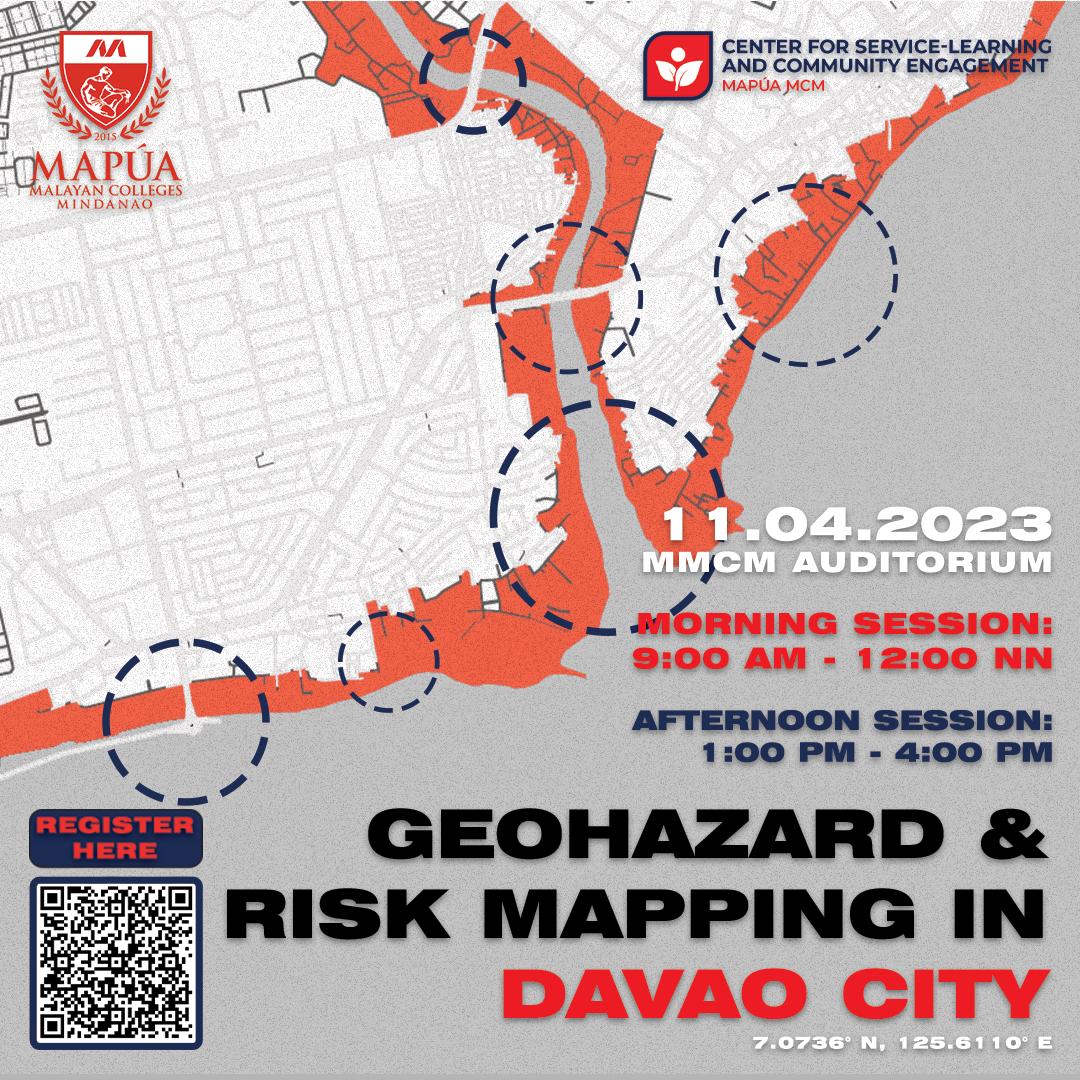 2015
MAPÚA
MALAYAN COLLEGES
MINDANAO
CENTER FOR SERVICE-LEARNING
AND COMMUNITY ENGAGEMENT
MAPÚA MCM
11.04.2023
MMCM AUDITORIUM
MORNING SESSION:
9:00 AM - 12:00 NN
AFTERNOON SESSION:
1:00 PM - 4:00 PM
REGISTER
HERE
GEOHAZARD &
RISK MAPPING IN
DAVAO CITY
7.0736° N, 125.6110° E